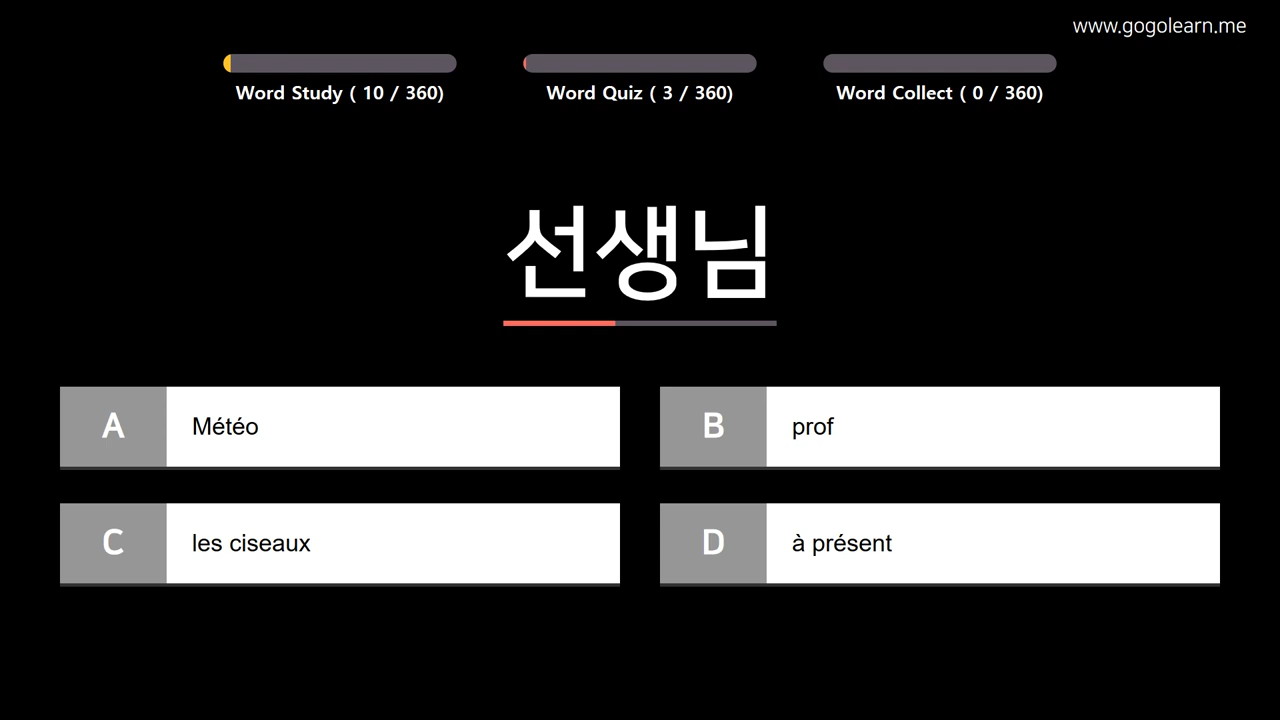 www.gogolearn.me
Word Study ( 10 / 360)
Word Quiz ( 3 / 360)
Word Collect ( 0 / 360)
선생님
A Météo
B prof
C les ciseaux
D à présent